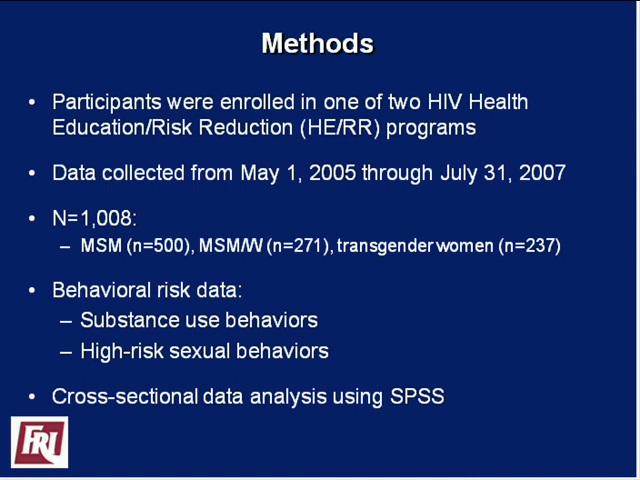 Methods
• Participants were enrolled in one of two HIV Health
Education/Risk Reduction (HE/RR) programs
• Data collected from May 1, 2005 through July 31, 2007
• N=1,008:
– MSM (n=500), MSM/W (n=271), transgender women (n=237)
• Behavioral risk data:
– Substance use behaviors
– High-risk sexual behaviors
• Cross-sectional data analysis using SPSS
FRI